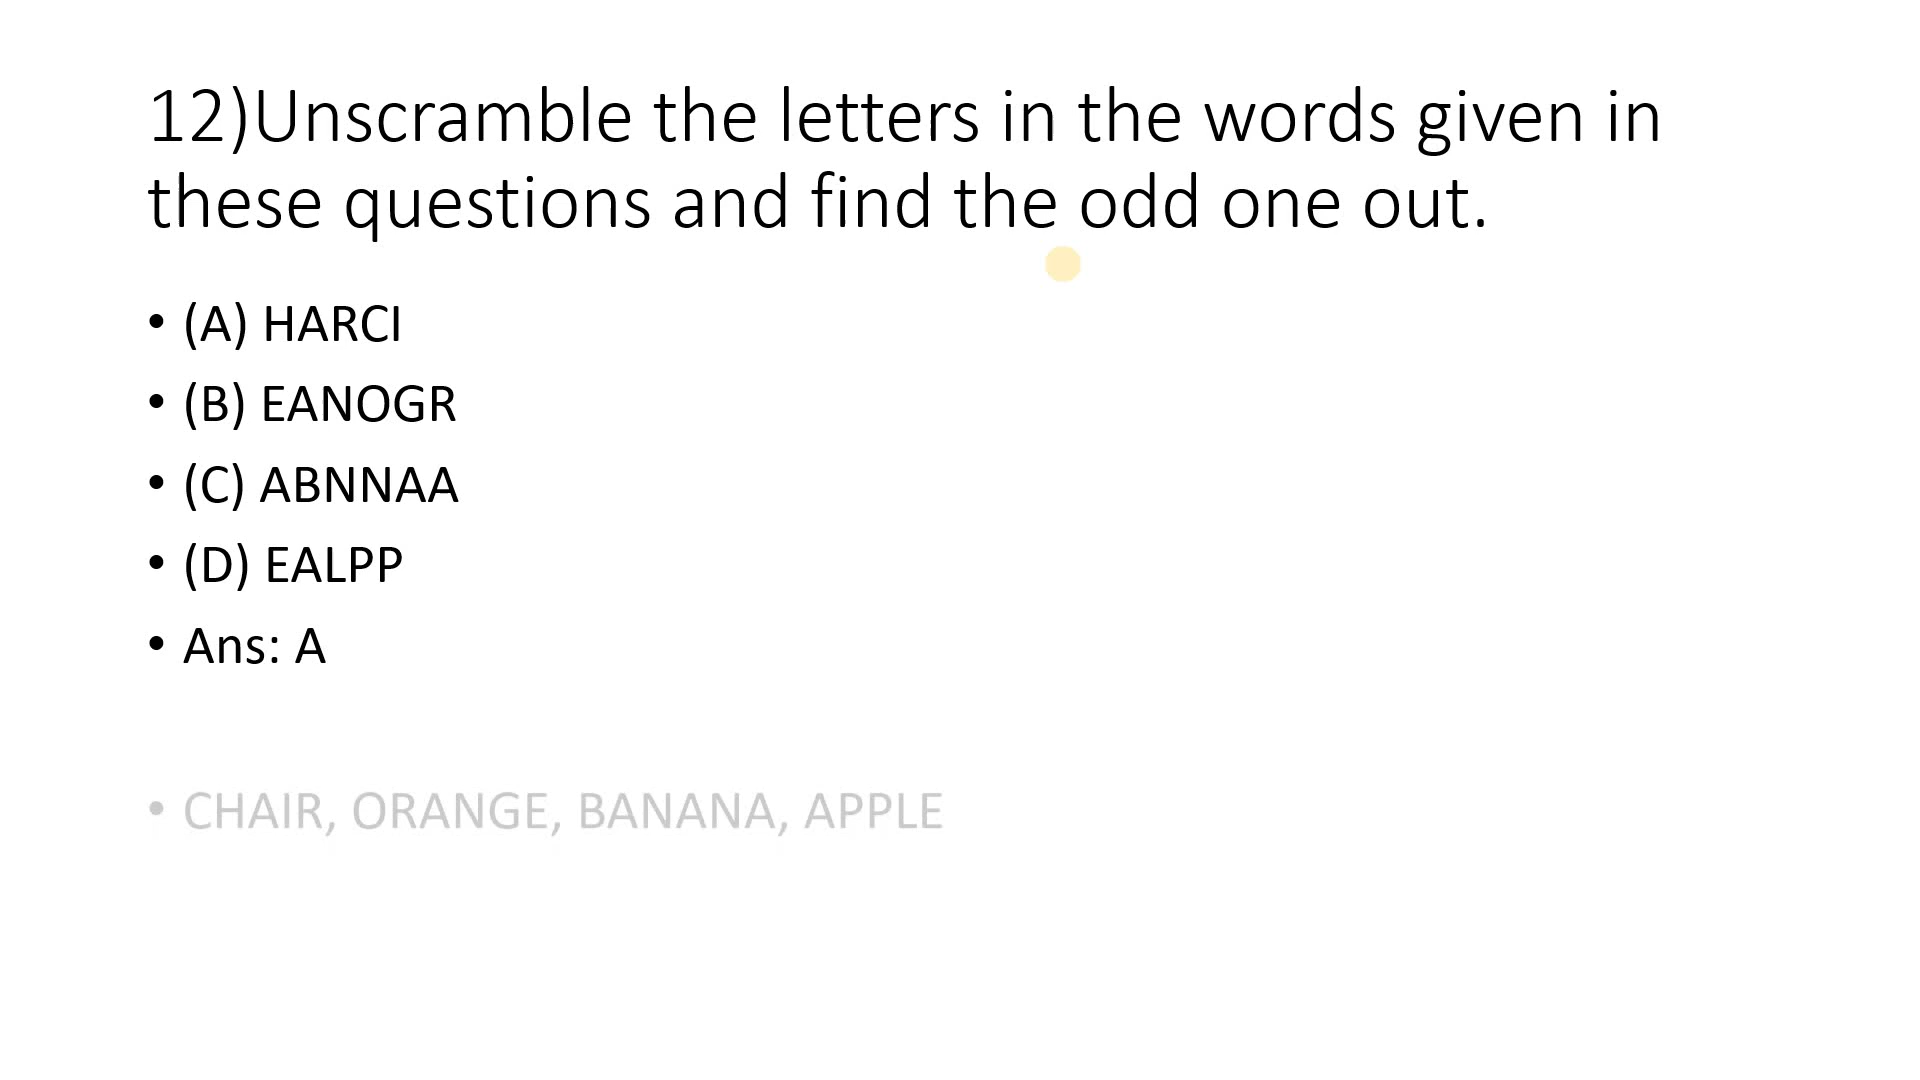 12)Unscramble the letters in the words given in
these questions and find the odd one out.
• (A) HARCI
• (B) EANOGR
• (C) ABNNAA
• (D) EALPP
• Ans: A
• CHAIR, ORANGE, BANANA, APPLE